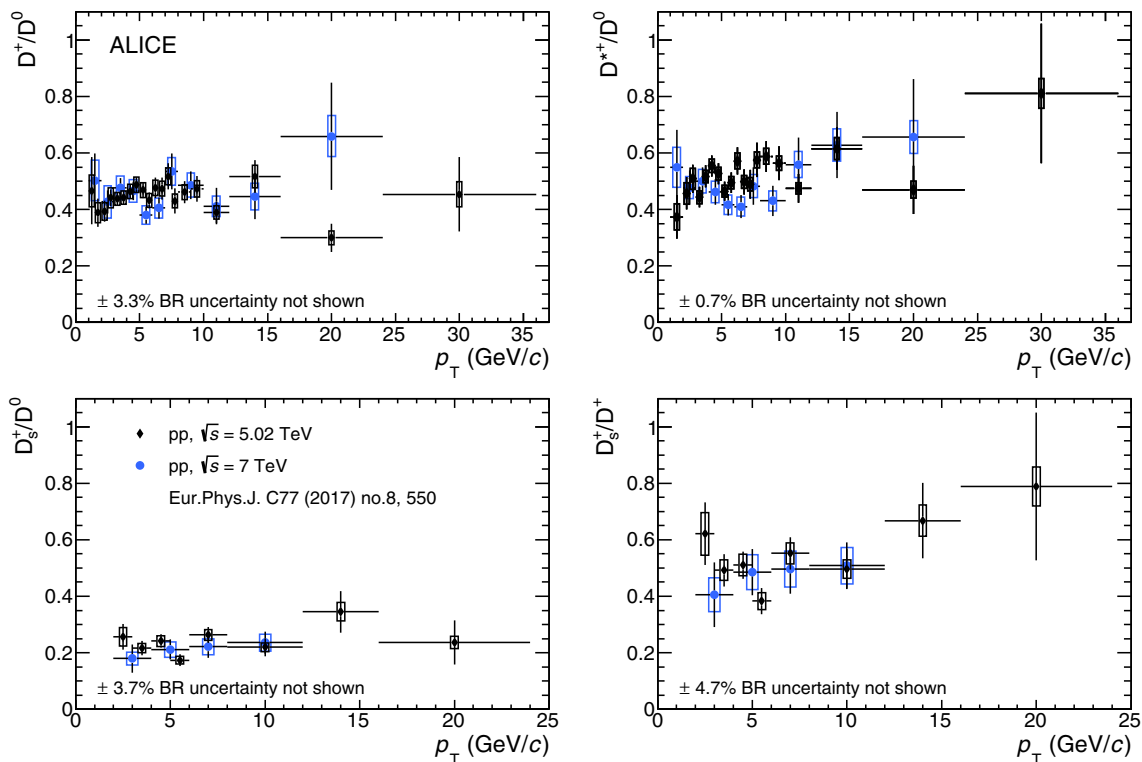 D⁺/D⁰
1
0.8
0.6
0.4
0.2
0
ALICE
± 3.3% BR uncertainty not shown
0 5 10 15 20 25 30 35
p_T (GeV/c)
D*⁺/D⁰
1
0.8
0.6
0.4
0.2
0
± 0.7% BR uncertainty not shown
0 5 10 15 20 25 30 35
p_T (GeV/c)
D_s⁺/D⁰
1
0.8
0.6
0.4
0.2
0
pp, √s = 5.02 TeV
pp, √s = 7 TeV
Eur.Phys.J. C77 (2017) no.8, 550
± 3.7% BR uncertainty not shown
0 5 10 15 20 25
p_T (GeV/c)
D_s⁺/D⁺
1
0.8
0.6
0.4
0.2
0
± 4.7% BR uncertainty not shown
0 5 10 15 20 25
p_T (GeV/c)